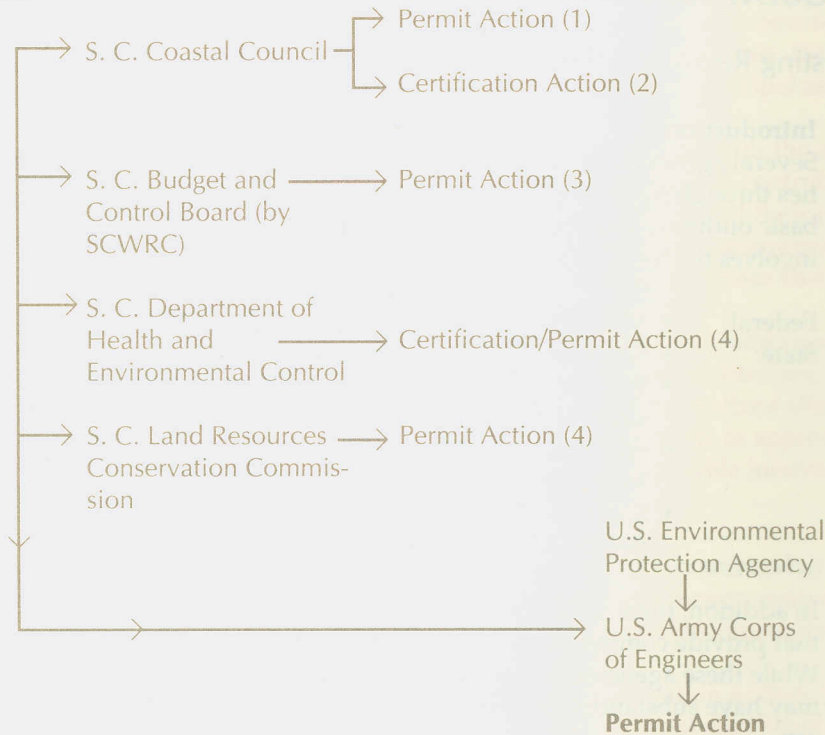 S. C. Coastal Council
Permit Action (1)
Certification Action (2)
S. C. Budget and
Control Board (by
SCWRC)
Permit Action (3)
S. C. Department of
Health and
Environmental Control
Certification/Permit Action (4)
S. C. Land Resources
Conservation Commis-
sion
Permit Action (4)
U.S. Environmental
Protection Agency
U.S. Army Corps
of Engineers
Permit Action